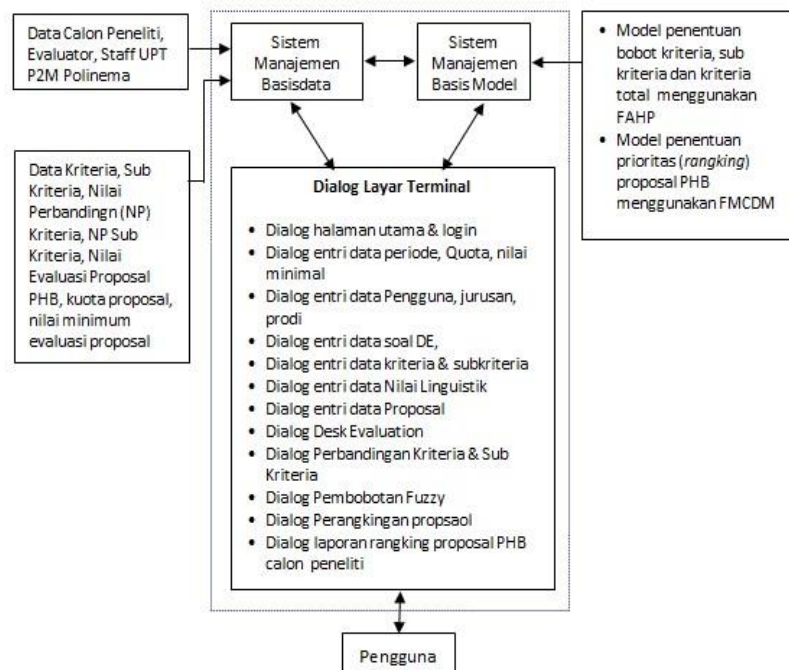 Data Calon Peneliti,
Evaluator, Staff UPT
P2M Polinema
Sistem
Manajemen
Basisdata
Sistem
Manajemen
Basis Model
• Model penentuan
bobot kriteria, sub
kriteria dan kriteria
total menggunakan
FAHP
• Model penentuan
prioritas (rangking)
proposal PHB
menggunakan FMCDM
Data Kriteria, Sub
Kriteria, Nilai
Perbandingn (NP)
Kriteria, NP Sub
Kriteria, Nilai
Evaluasi Proposal
PHB, kuota proposal,
nilai minimum
evaluasi proposal
Dialog Layar Terminal
• Dialog halaman utama & login
• Dialog entri data periode, Quota, nilai
minimal
• Dialog entri data Pengguna, jurusan,
prodi
• Dialog entri data soal DE,
• Dialog entri data kriteria & subkriteria
• Dialog entri data Nilai Linguistik
• Dialog entri data Proposal
• Dialog Desk Evaluation
• Dialog Perbandingan Kriteria & Sub
Kriteria
• Dialog Pembobotan Fuzzy
• Dialog Perangkingan propsaol
• Dialog laporan rangking proposal PHB
calon peneliti
Pengguna